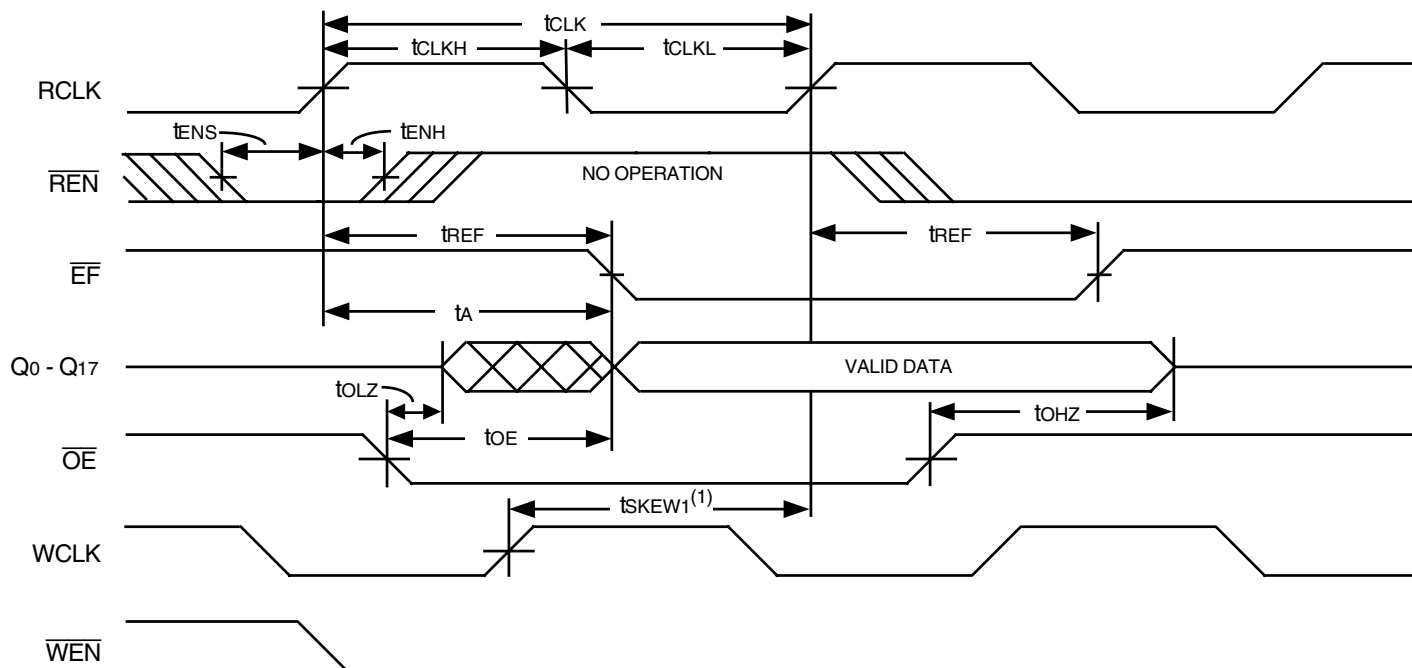 tCLK
tCLKH tCLKL
RCLK
tENS tENH
REN NO OPERATION
tREF tREF
EF
tA
Q0 - Q17 VALID DATA
tOLZ tOHZ
tOE
OE
tSKEW1(1)
WCLK
WEN